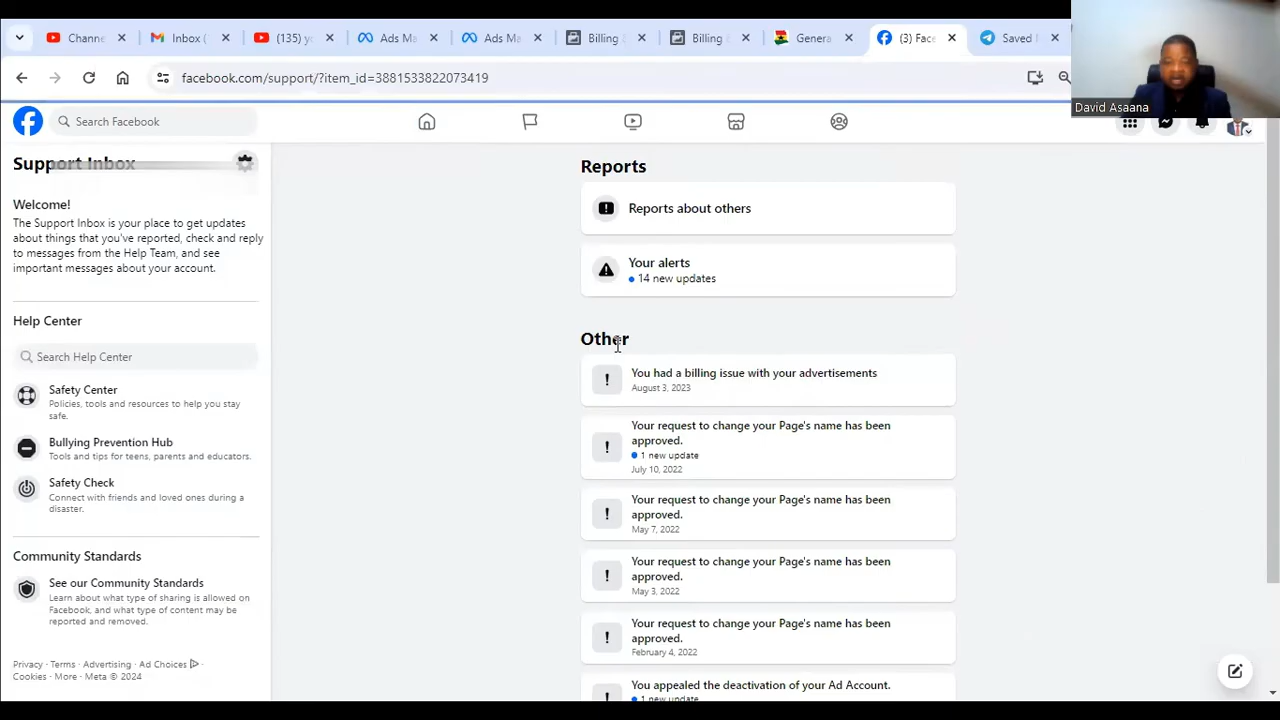 Channe
Inbox (
(135) y
Ads Ma
Ads Ma
Billing
Billing
Genera
(3) Face
Saved
facebook.com/support/?item_id=3881533822073419
David Asaana
Search Facebook
Support Inbox
Welcome!
The Support Inbox is your place to get updates
about things that you've reported, check and reply
to messages from the Help Team, and see
important messages about your account.
Help Center
Search Help Center
Safety Center
Policies, tools and resources to help you stay
safe.
Bullying Prevention Hub
Tools and tips for teens, parents and educators.
Safety Check
Connect with friends and loved ones during a
disaster.
Community Standards
See our Community Standards
Learn about what type of sharing is allowed on
Facebook, and what type of content may be
reported and removed.
Privacy · Terms · Advertising · Ad Choices ·
Cookies · More · Meta © 2024
Reports
Reports about others
Your alerts
14 new updates
Other
You had a billing issue with your advertisements
August 3, 2023
Your request to change your Page's name has been
approved.
1 new update
July 10, 2022
Your request to change your Page's name has been
approved.
May 7, 2022
Your request to change your Page's name has been
approved.
May 3, 2022
Your request to change your Page's name has been
approved.
February 4, 2022
You appealed the deactivation of your Ad Account.
1 new update